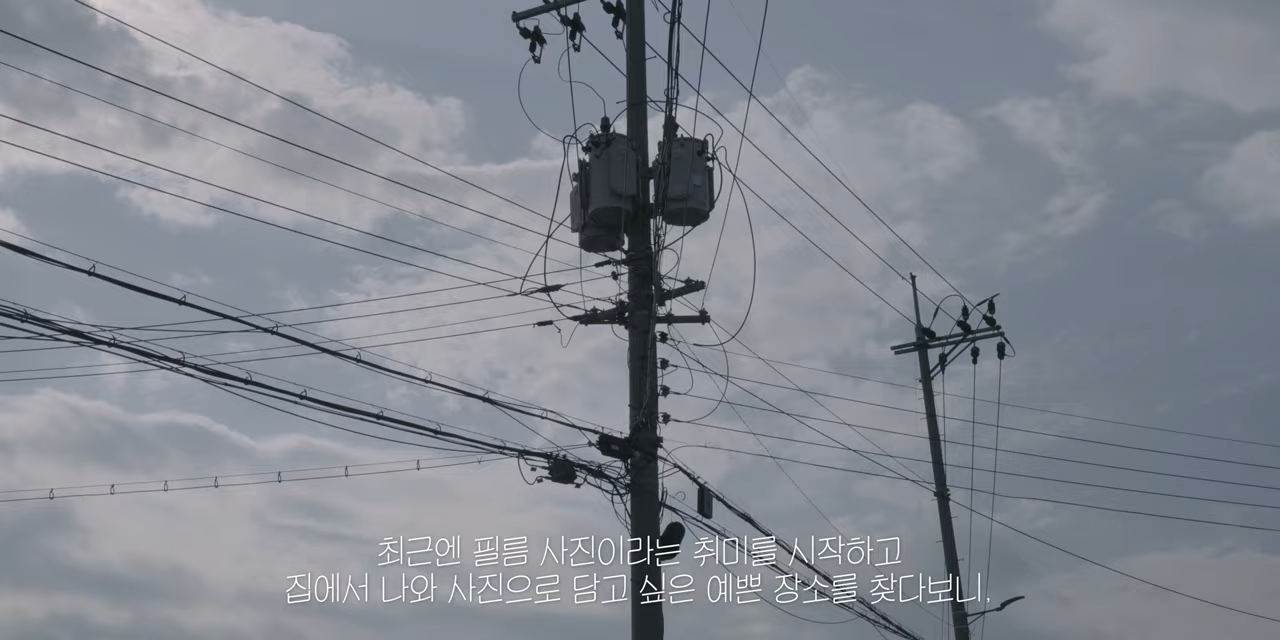 최근엔 필름 사진이라는 취미를 시작하고
집에서 나와 사진으로 담고 싶은 예쁜 장소를 찾다보니,